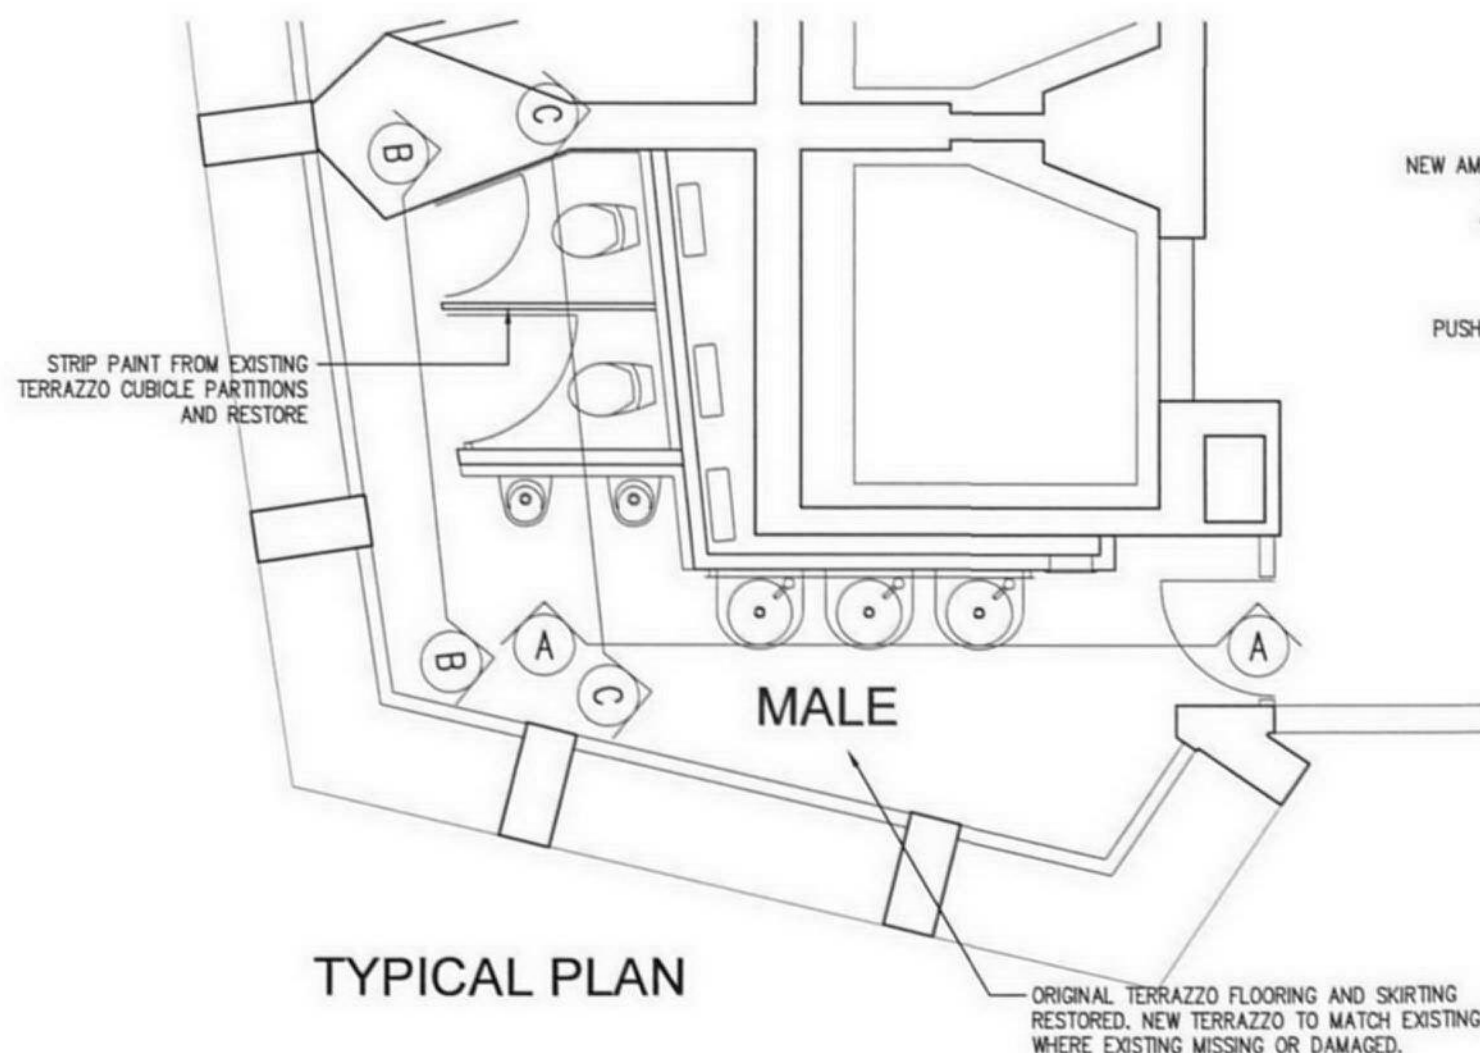 C
B
NEW AM
PUSH
STRIP PAINT FROM EXISTING
TERRAZZO CUBICLE PARTITIONS
AND RESTORE
B
A
C
A
MALE
TYPICAL PLAN
ORIGINAL TERRAZZO FLOORING AND SKIRTING
RESTORED. NEW TERRAZZO TO MATCH EXISTING
WHERE EXISTING MISSING OR DAMAGED.